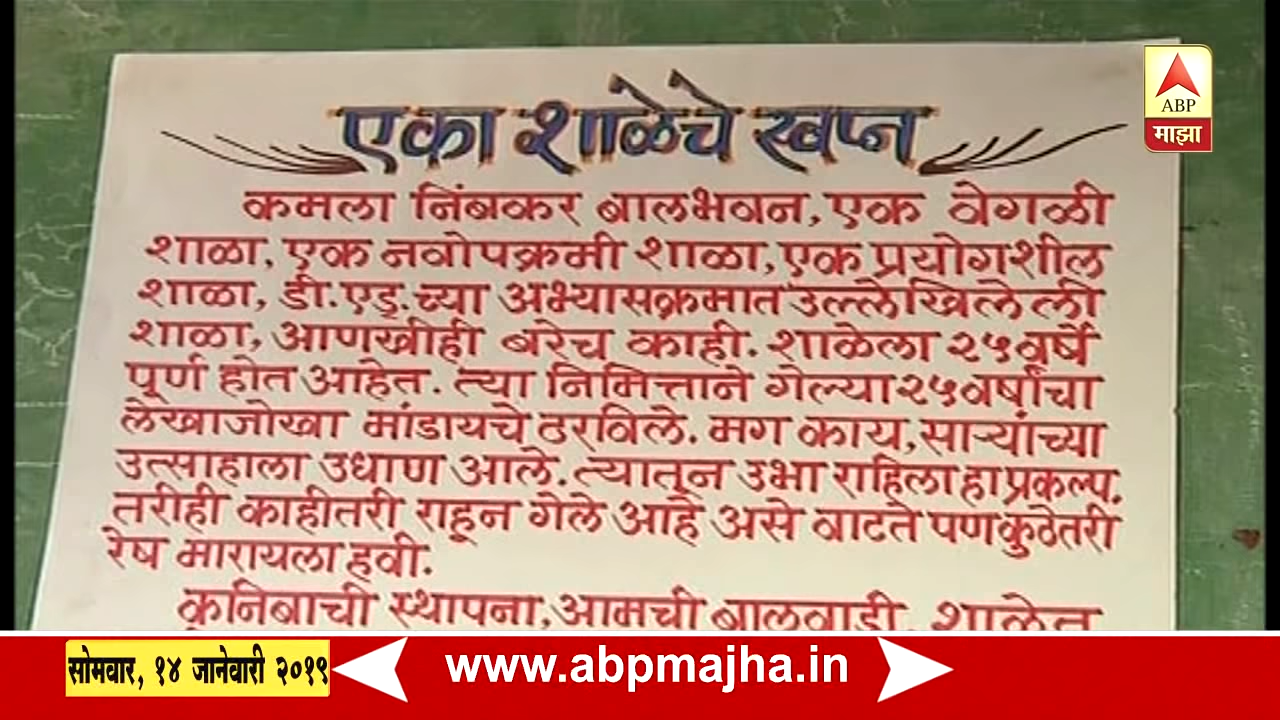 एका शाळेचे स्वप्न
कमला निंबकर बालभवन, एक वेगळी
शाळा, एक नवोपक्रमी शाळा, एक प्रयोगशील
शाळा, डी.एड्.च्या अभ्यासक्रमात उल्लेखिलेली
शाळा, आणखीही बरेच काही. शाळेला २५ वर्षे
पूर्ण होत आहेत. त्या निमित्ताने गेल्या २५ वर्षांचा
लेखाजोखा मांडायचे ठरविले. मग काय, साऱ्यांच्या
उत्साहाला उधाण आले. त्यातून उभा राहिला हा प्रकल्प.
तरीही काहीतरी राहून गेले आहे असे वाटते पण कुठेतरी
रेष मारायला हवी.
कनिबाची स्थापना, आमची बालवाडी, शाळेत
ABP
माझा
सोमवार, १४ जानेवारी २०१९
www.abpmajha.in